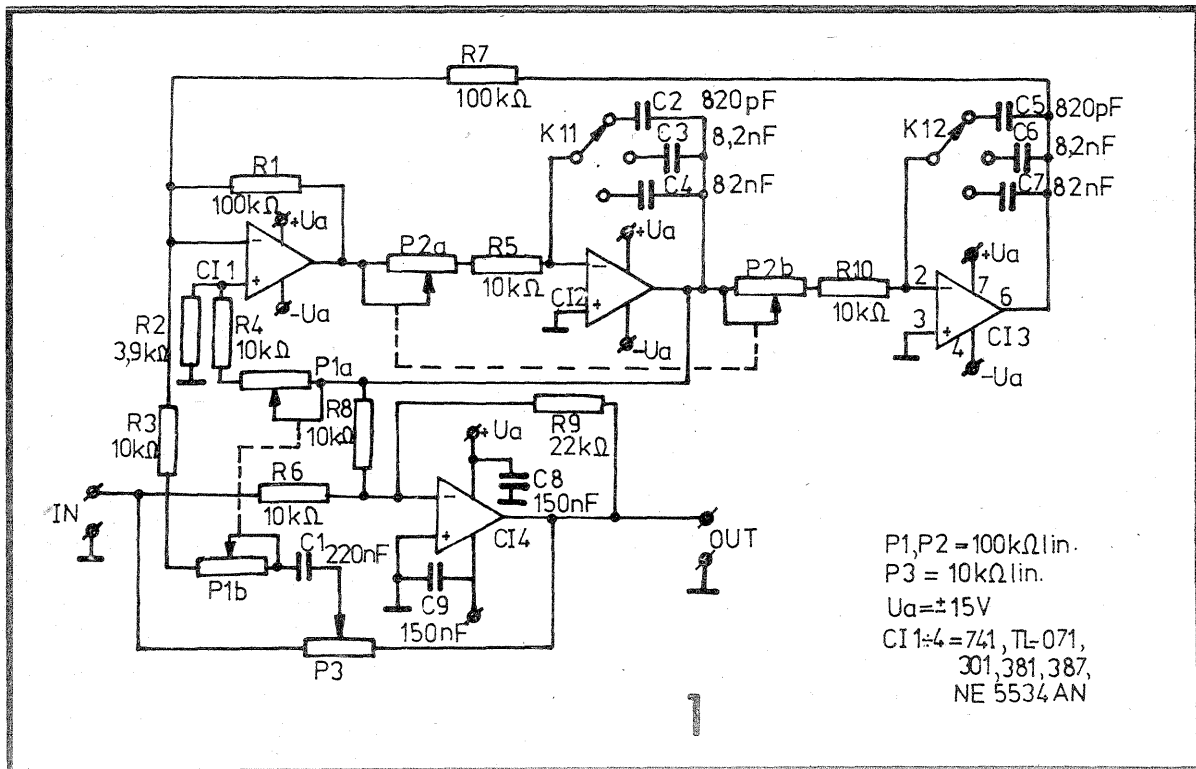 R7
100kΩ
C2 820pF
K11
C3 8,2nF
C4 82nF
C5 820pF
K12
C6 8,2nF
C7 82nF
R1
100kΩ
+Ua
-Ua
CI1
-
+
P2a
R5
10kΩ
+Ua
-Ua
CI2
-
+
P2b
R10
10kΩ
2
3
7
6
4
+Ua
-Ua
CI3
-
+
R2
3,9kΩ
R4
10kΩ
P1a
R3
10kΩ
R8
10kΩ
R9
22kΩ
+Ua
C8
150nF
IN
R6
10kΩ
-
+
CI4
OUT
P1b
C1 220nF
C9
150nF
P3
P1,P2 = 100kΩ lin.
P3 = 10kΩ lin.
Ua=±15V
CI1÷4=741, TL-071,
301,381,387,
NE 5534 AN
1